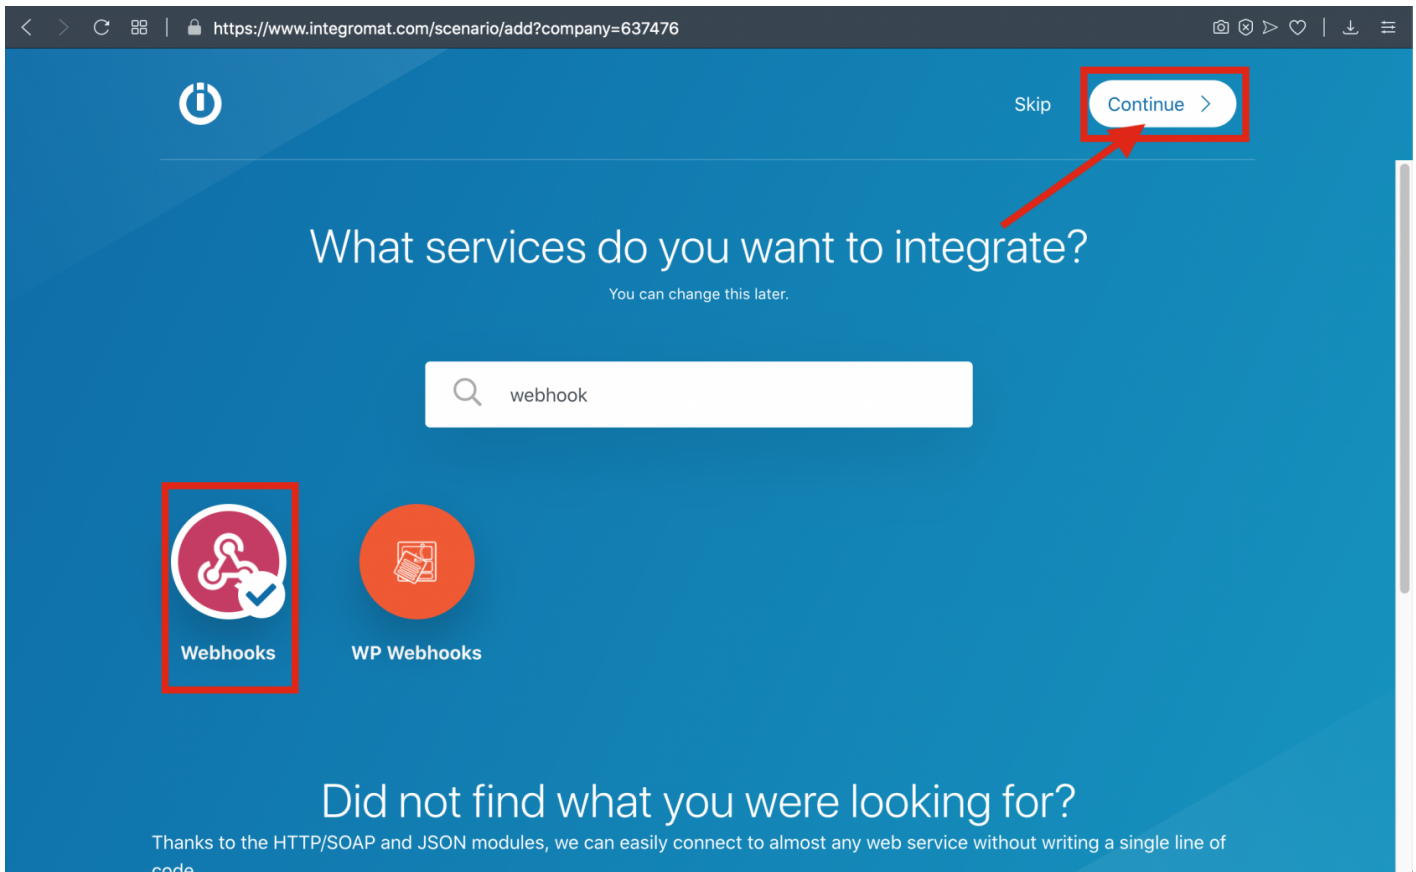 https://www.integromat.com/scenario/add?company=637476
Skip
Continue
What services do you want to integrate?
You can change this later.
webhook
Webhooks
WP Webhooks
Did not find what you were looking for?
Thanks to the HTTP/SOAP and JSON modules, we can easily connect to almost any web service without writing a single line of
code